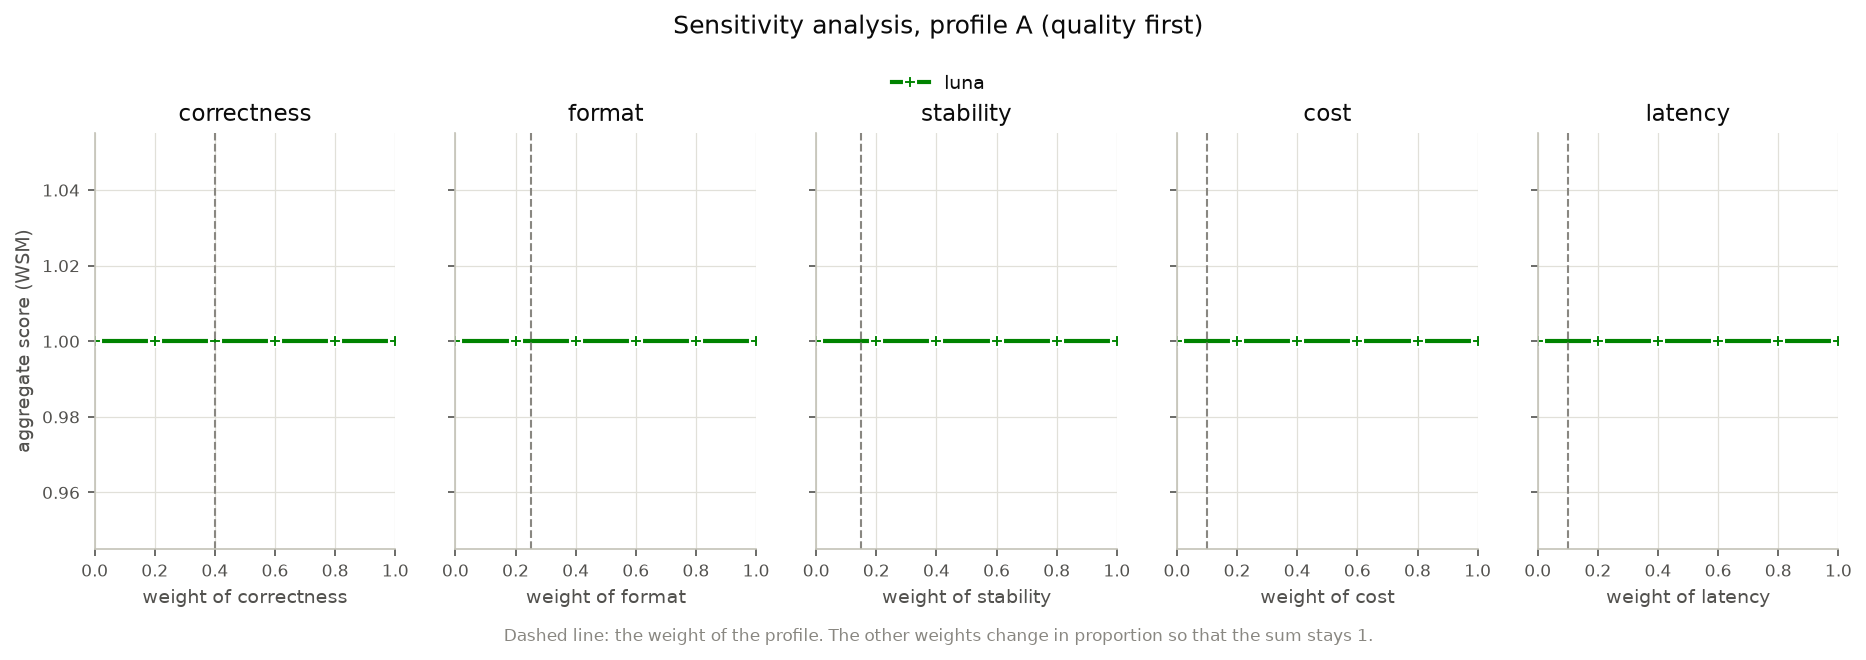 Sensitivity analysis, profile A (quality first)
luna
correctness
format
stability
cost
latency
aggregate score (WSM)
1.04
1.02
1.00
0.98
0.96
0.0 0.2 0.4 0.6 0.8 1.0
0.0 0.2 0.4 0.6 0.8 1.0
0.0 0.2 0.4 0.6 0.8 1.0
0.0 0.2 0.4 0.6 0.8 1.0
0.0 0.2 0.4 0.6 0.8 1.0
weight of correctness
weight of format
weight of stability
weight of cost
weight of latency
Dashed line: the weight of the profile. The other weights change in proportion so that the sum stays 1.